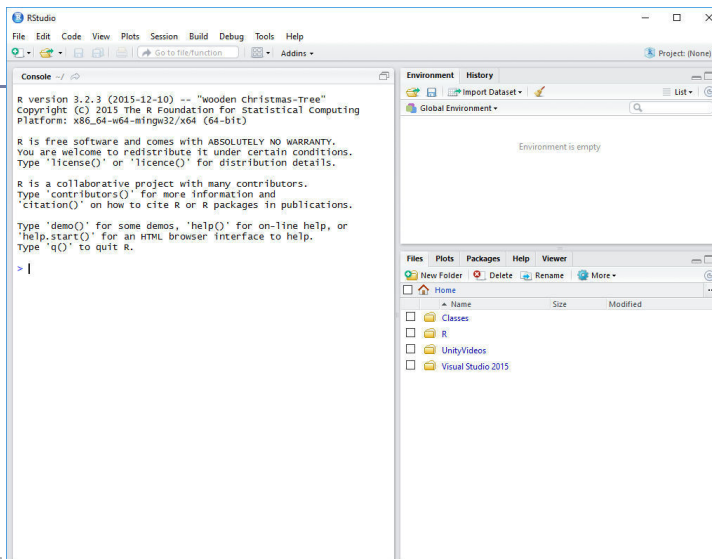 RStudio
File Edit Code View Plots Session Build Debug Tools Help
Go to file/function Addins Project: (None)
Console ~/
R version 3.2.3 (2015-12-10) -- "Wooden Christmas-Tree"
Copyright (C) 2015 The R Foundation for Statistical Computing
Platform: x86_64-w64-mingw32/x64 (64-bit)
R is free software and comes with ABSOLUTELY NO WARRANTY.
You are welcome to redistribute it under certain conditions.
Type 'license()' or 'licence()' for distribution details.
R is a collaborative project with many contributors.
Type 'contributors()' for more information and
'citation()' on how to cite R or R packages in publications.
Type 'demo()' for some demos, 'help()' for on-line help, or
'help.start()' for an HTML browser interface to help.
Type 'q()' to quit R.
>
Environment History
Import Dataset List
Global Environment
Environment is empty
Files Plots Packages Help Viewer
New Folder Delete Rename More
Home
Name Size Modified
Classes
R
UnityVideos
Visual Studio 2015